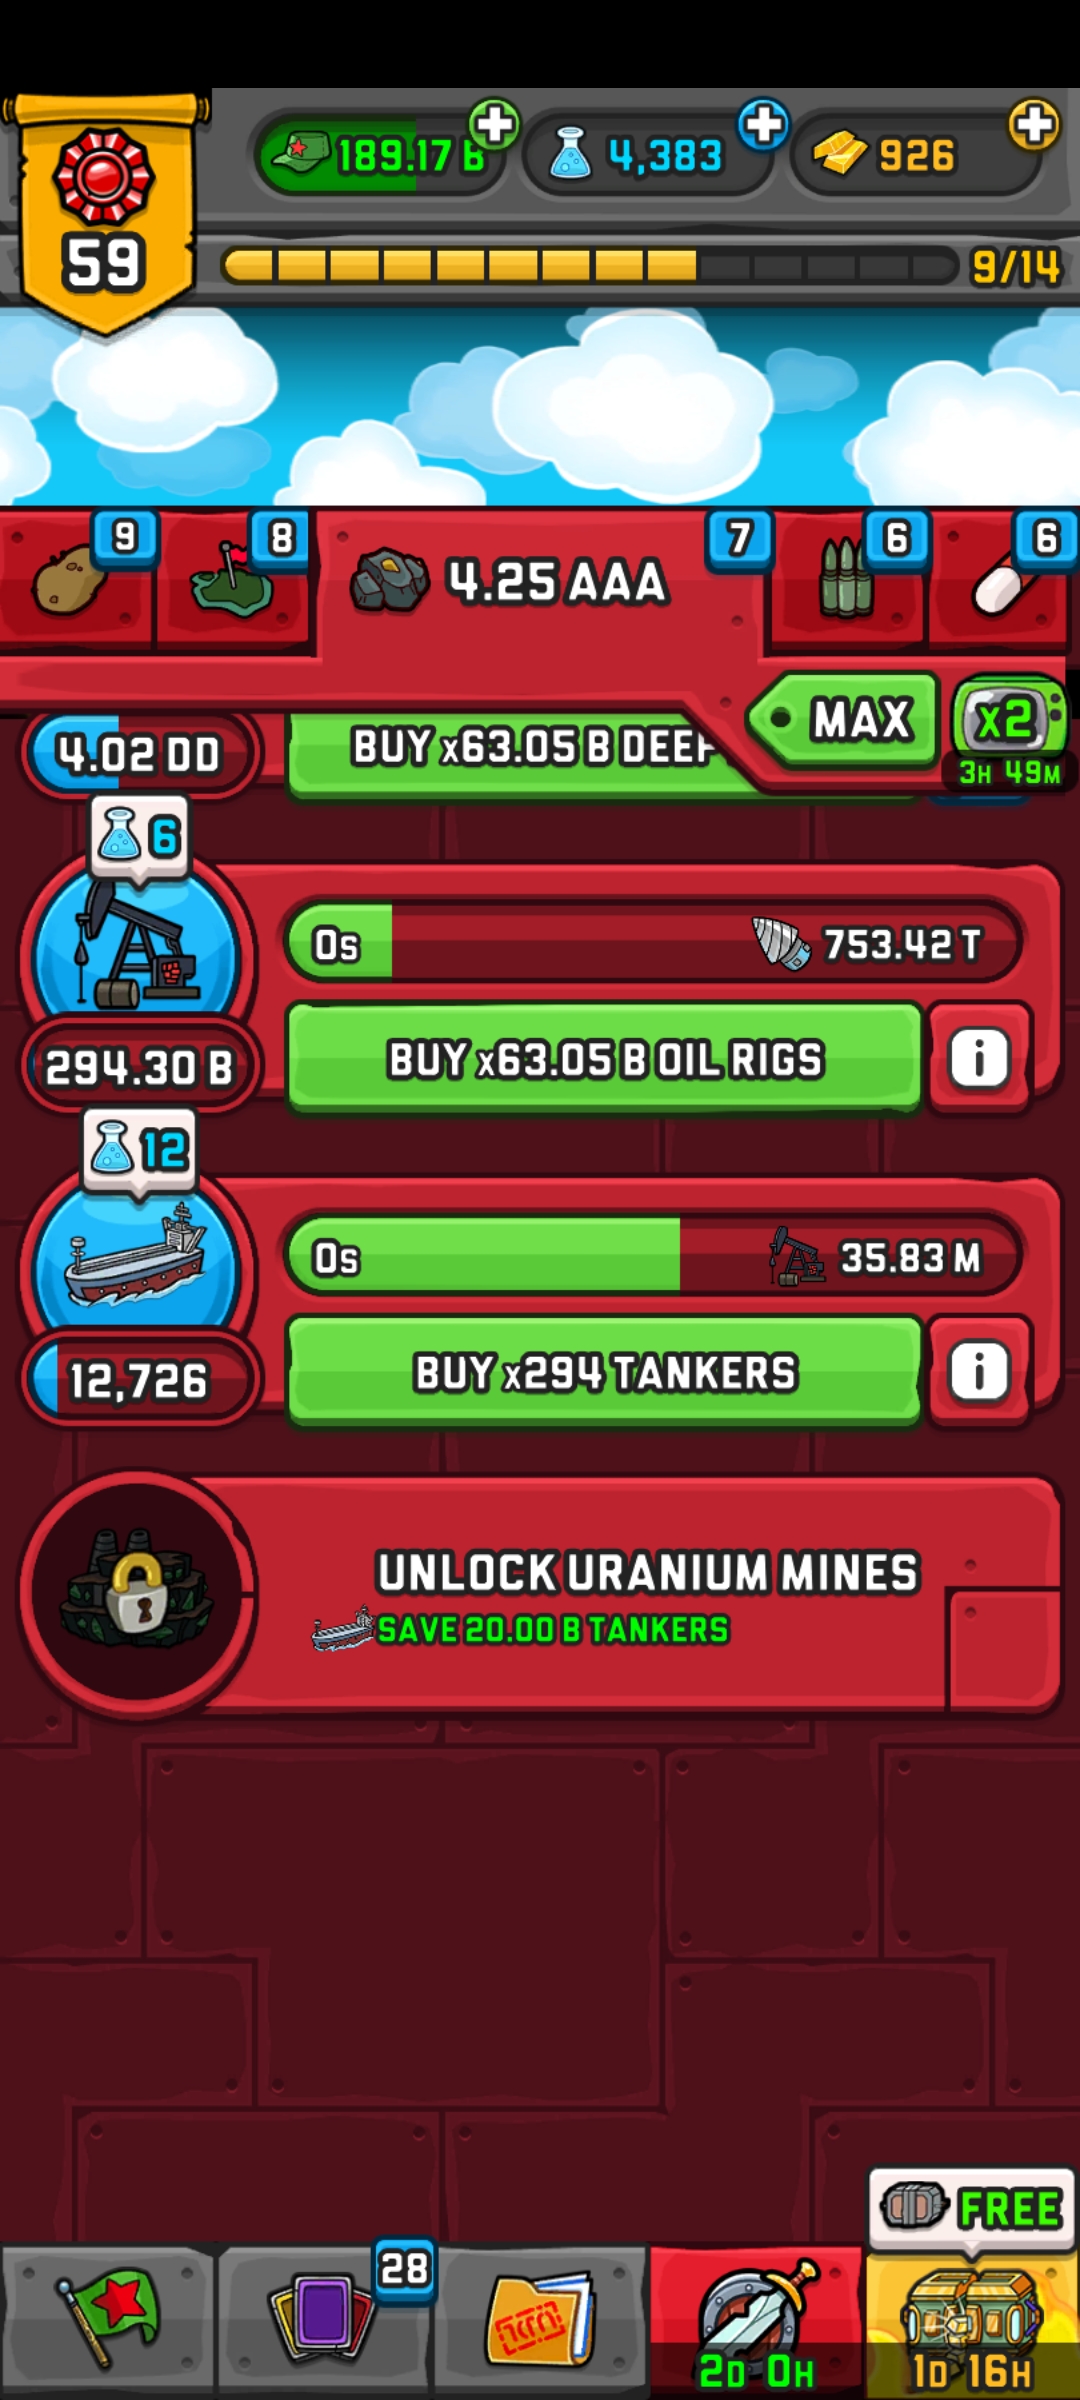 189.17 B
4,383
926
59
9/14
9
8
4.25 AAA
7
6
6
MAX
x2
3H 49M
4.02 DD
BUY x63.05 B DEEP
6
0s
753.42 T
294.30 B
BUY x63.05 B OIL RIGS
i
12
0s
35.83 M
12,726
BUY x294 TANKERS
i
UNLOCK URANIUM MINES
SAVE 20.00 B TANKERS
FREE
28
2D 0H
1D 16H